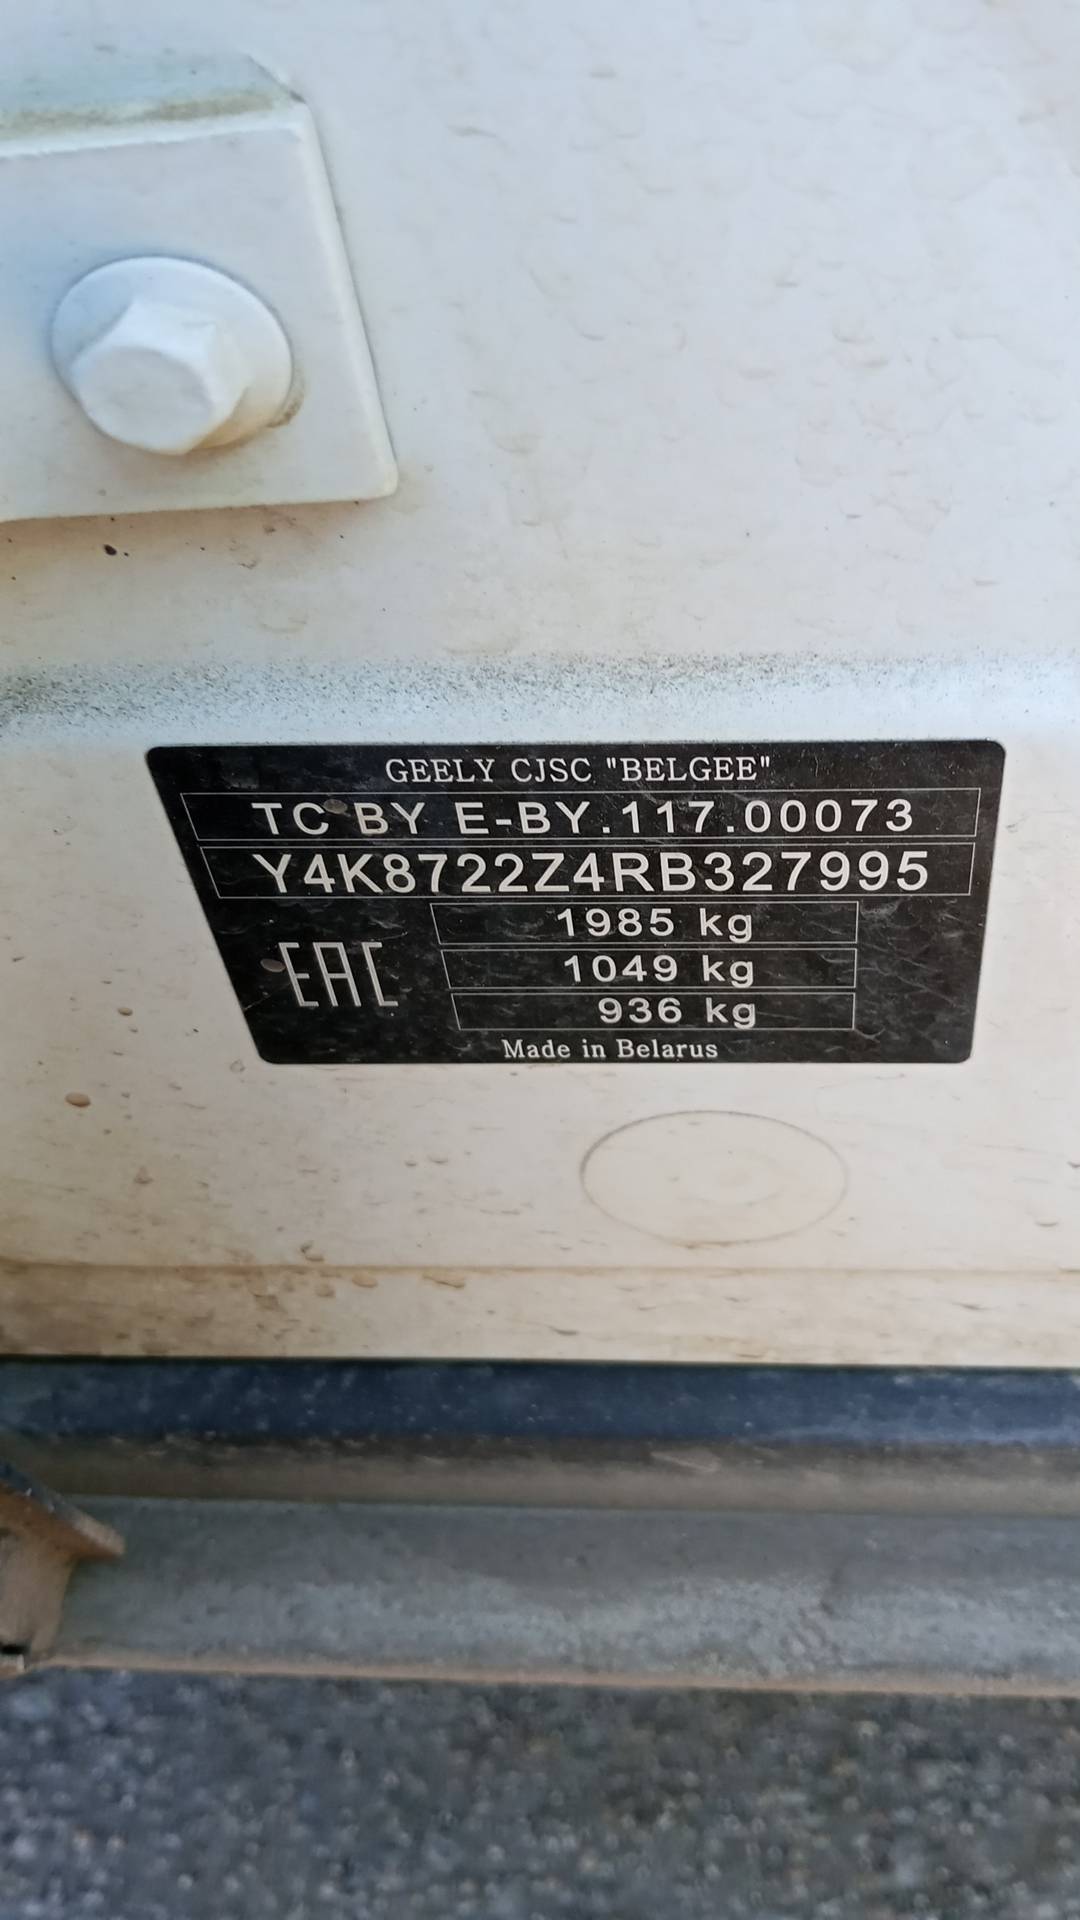 GEELY CJSC "BELGEE"
TC BY E-BY.117.00073
Y4K8722Z4RB327995
1985 kg
EAC
1049 kg
936 kg
Made in Belarus